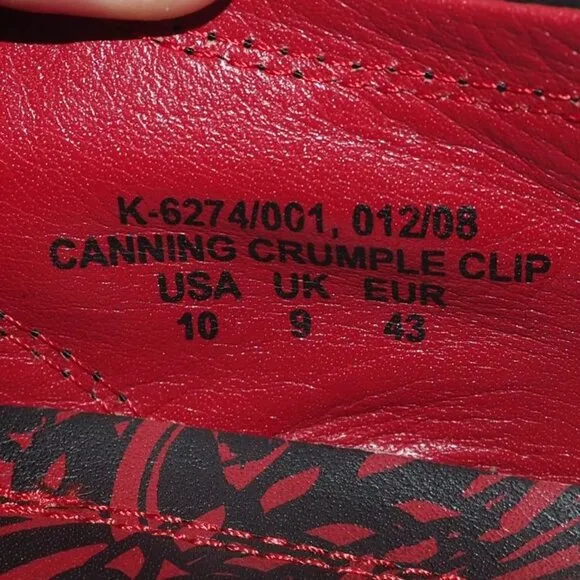 K-6274/001, 012/08
CANNING CRUMPLE CLIP
USA UK EUR
10 9 43